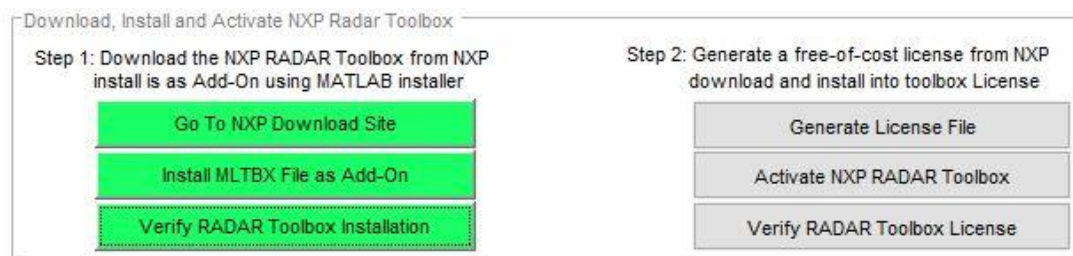 Download, Install and Activate NXP Radar Toolbox
Step 1: Download the NXP RADAR Toolbox from NXP
install is as Add-On using MATLAB installer
Go To NXP Download Site
Install MLTBX File as Add-On
Verify RADAR Toolbox Installation
Step 2: Generate a free-of-cost license from NXP
download and install into toolbox License
Generate License File
Activate NXP RADAR Toolbox
Verify RADAR Toolbox License